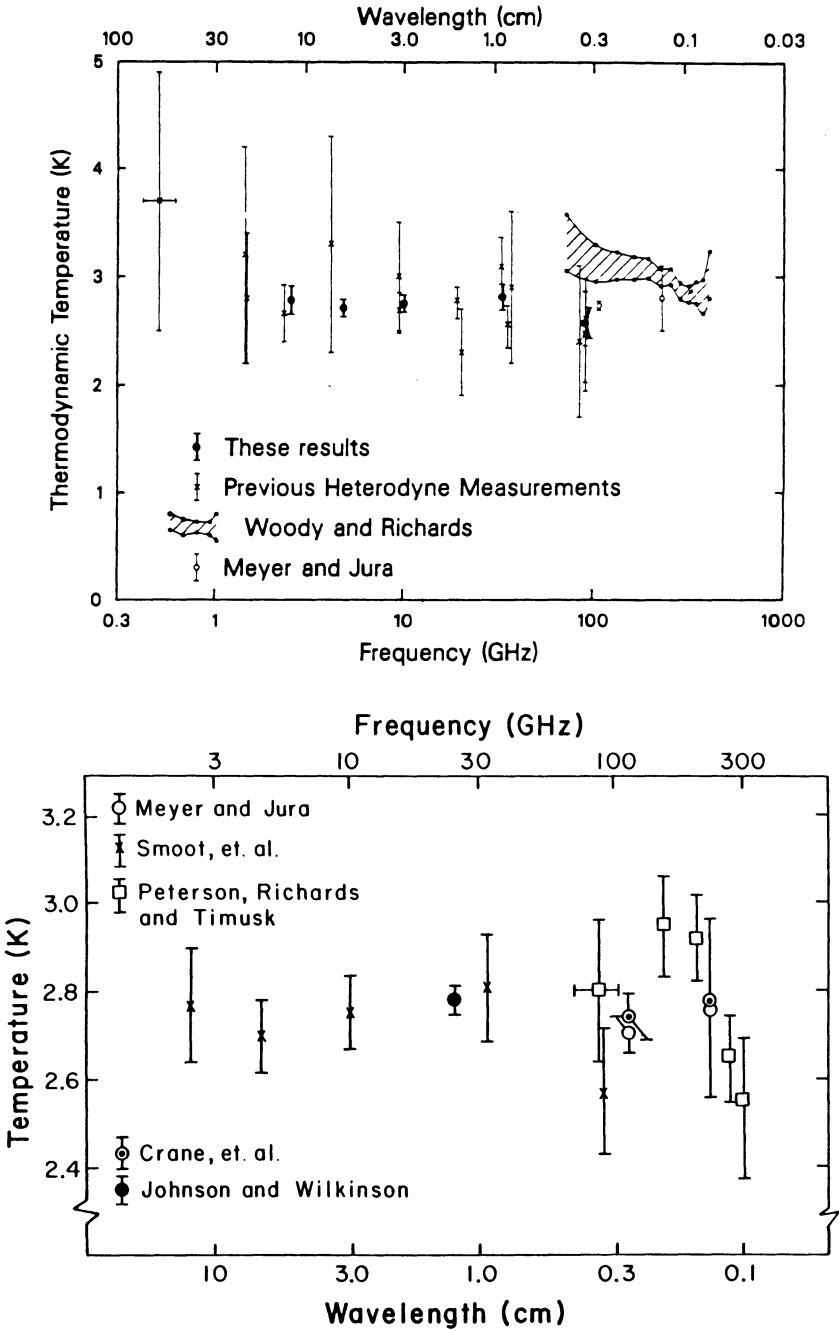 Wavelength (cm)
100 30 10 3.0 1.0 0.3 0.1 0.03
5
4
3
2
1
0
Thermodynamic Temperature (K)
These results
Previous Heterodyne Measurements
Woody and Richards
Meyer and Jura
0.3 1 10 100 1000
Frequency (GHz)
Frequency (GHz)
3 10 30 100 300
3.2
3.0
2.8
2.6
2.4
Temperature (K)
Meyer and Jura
Smoot, et. al.
Peterson, Richards
and Timusk
Crane, et. al.
Johnson and Wilkinson
10 3.0 1.0 0.3 0.1
Wavelength (cm)